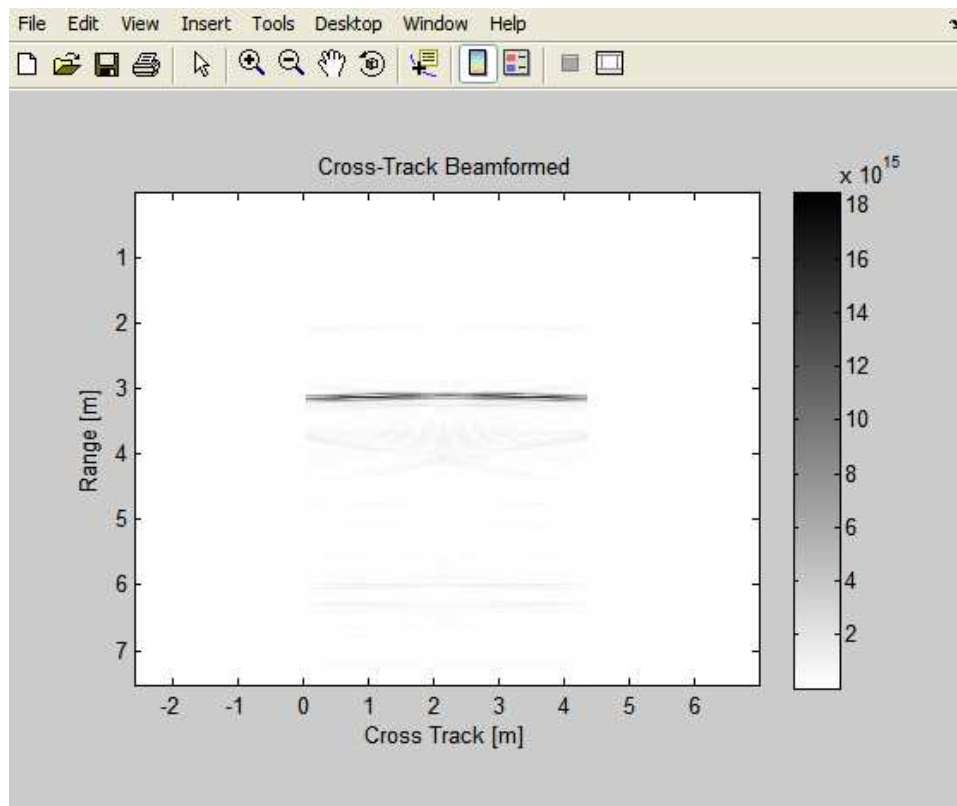 File Edit View Insert Tools Desktop Window Help
Cross-Track Beamformed
x 10^15
18
16
14
12
10
8
6
4
2
Range [m]
1
2
3
4
5
6
7
-2 -1 0 1 2 3 4 5 6
Cross Track [m]